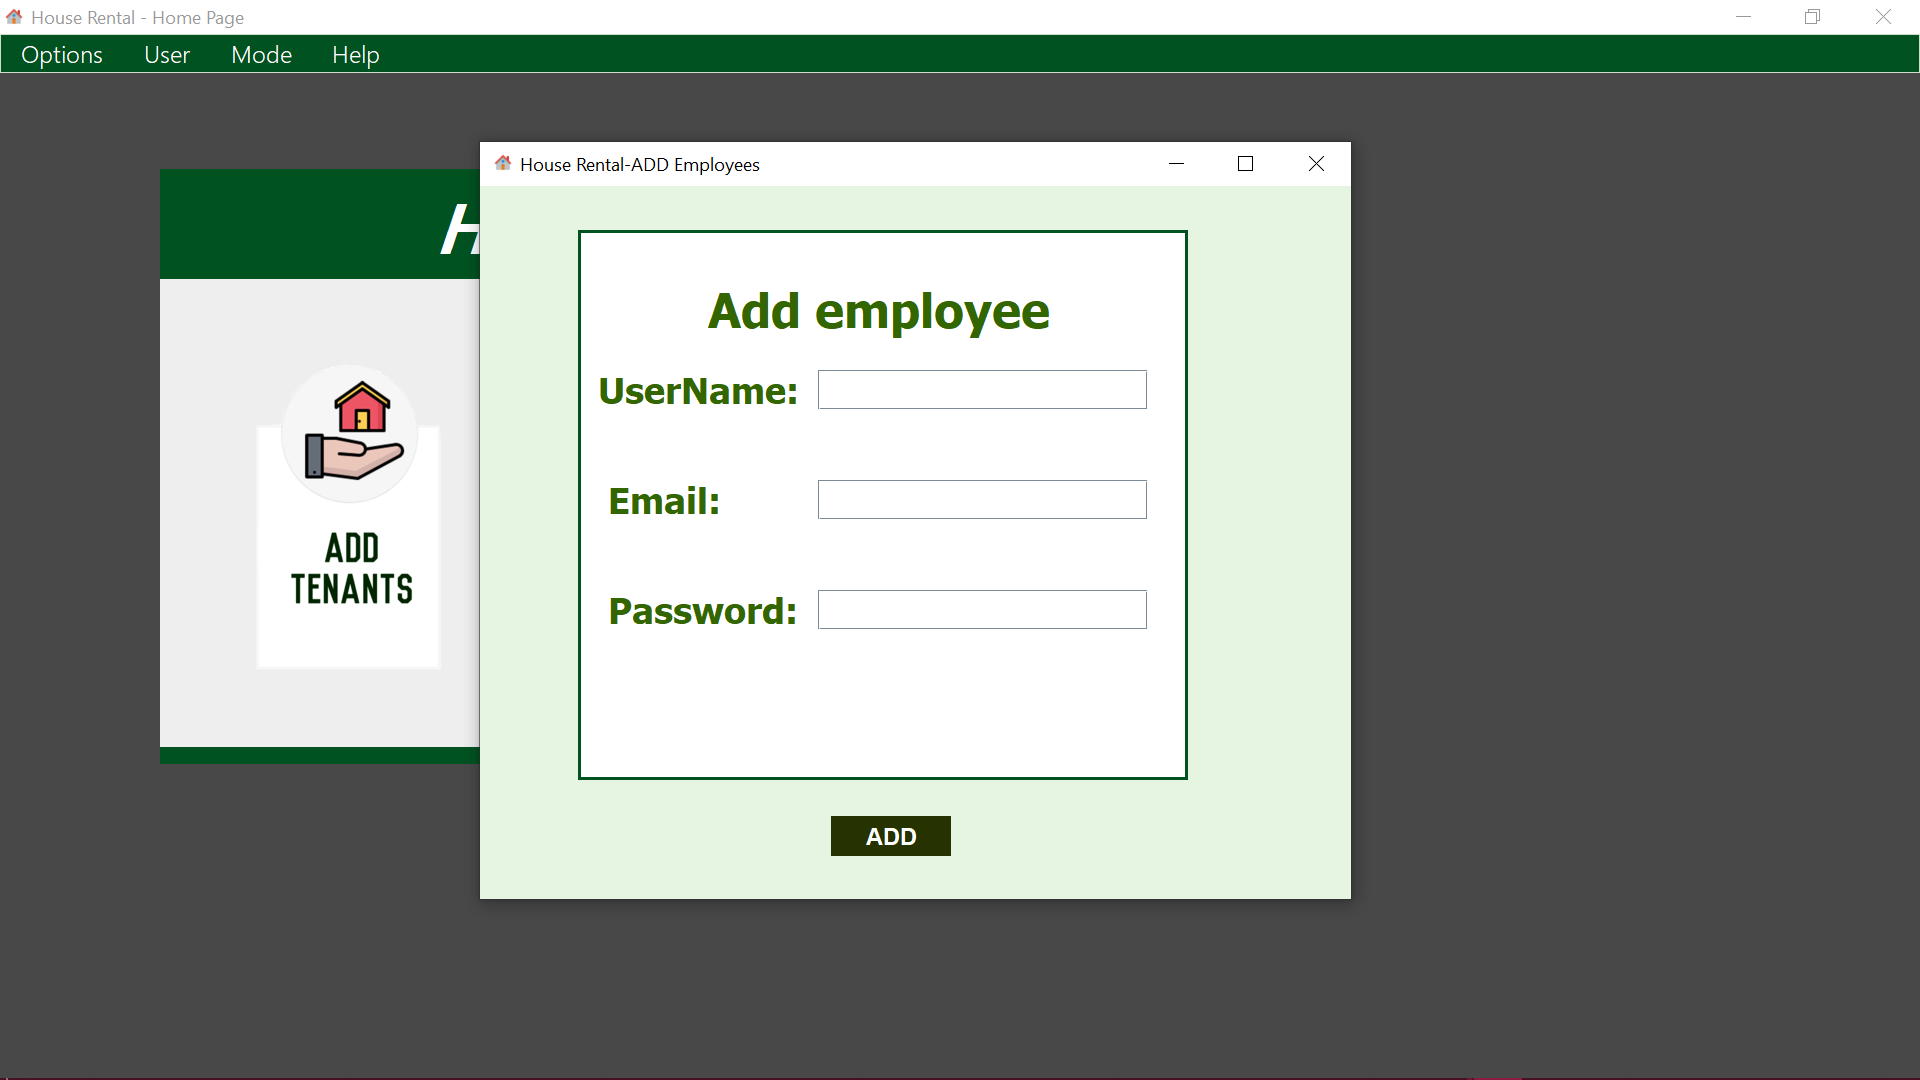 House Rental - Home Page
Options User Mode Help
House Rental-ADD Employees
H
Add employee
UserName:
Email:
Password:
ADD
TENANTS
ADD